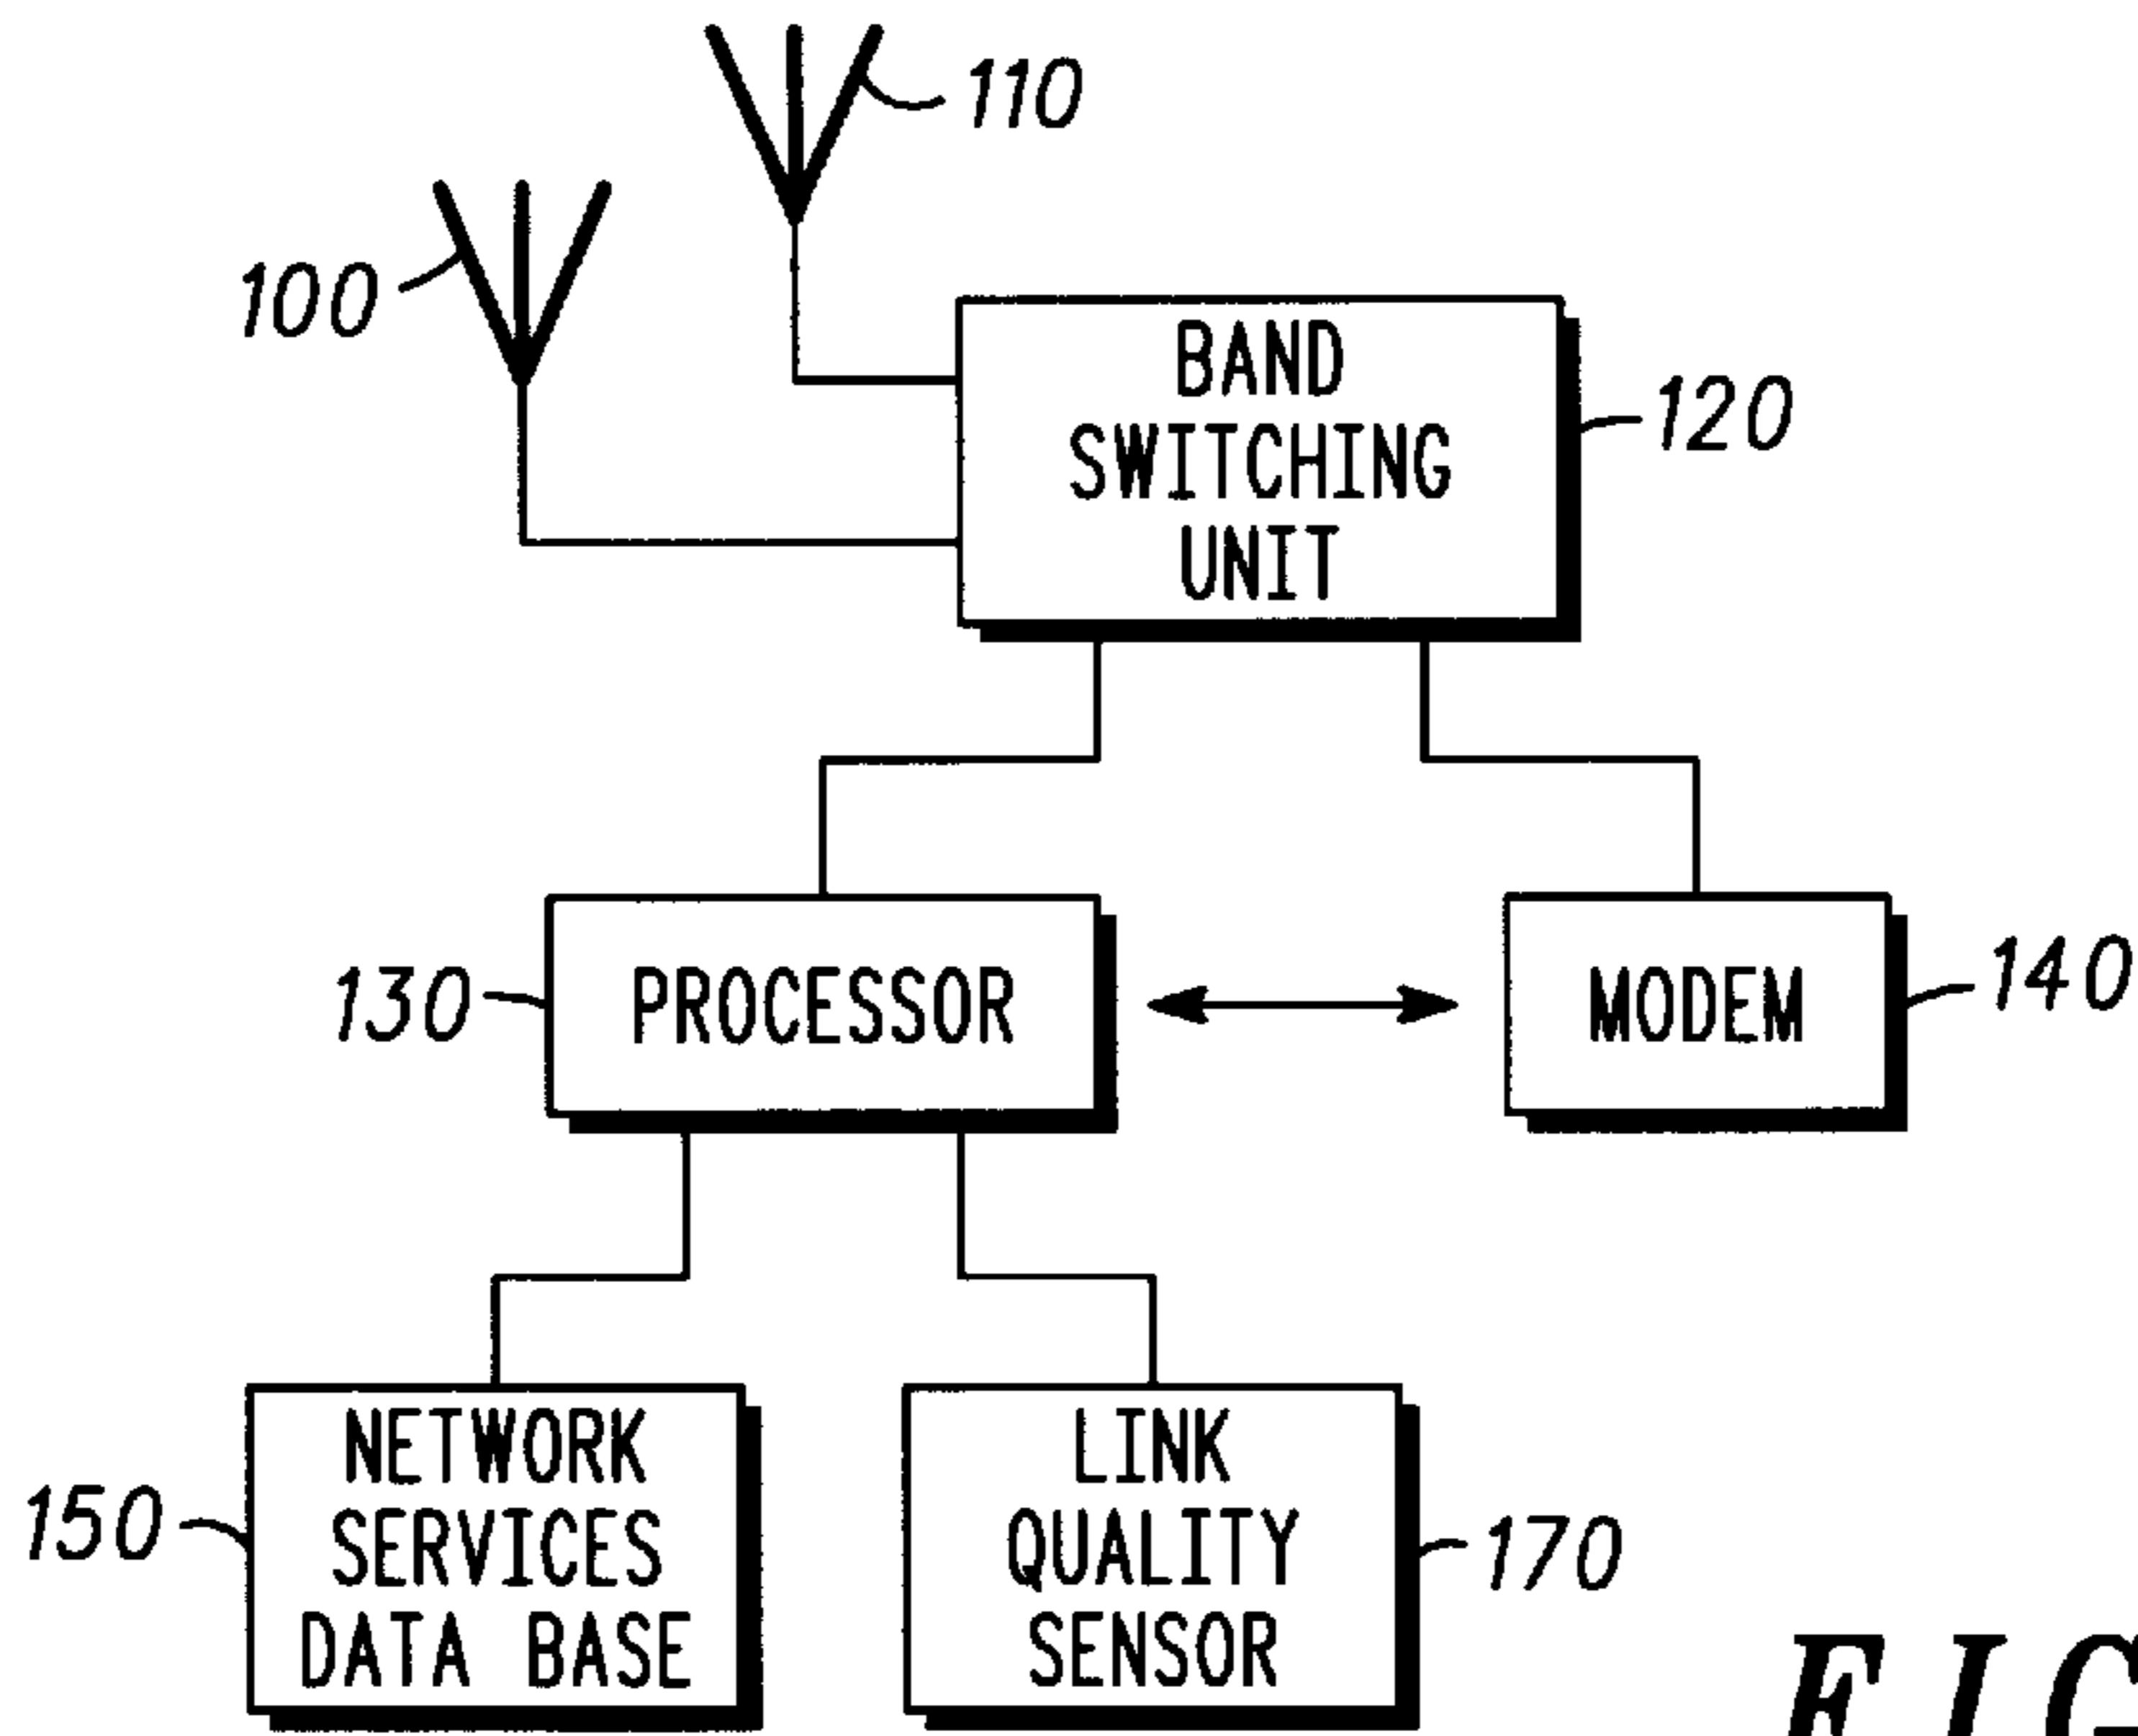 110
100
BAND
SWITCHING
UNIT
120
PROCESSOR
130
MODEM
140
NETWORK
SERVICES
DATA BASE
150
LINK
QUALITY
SENSOR
170
FIG